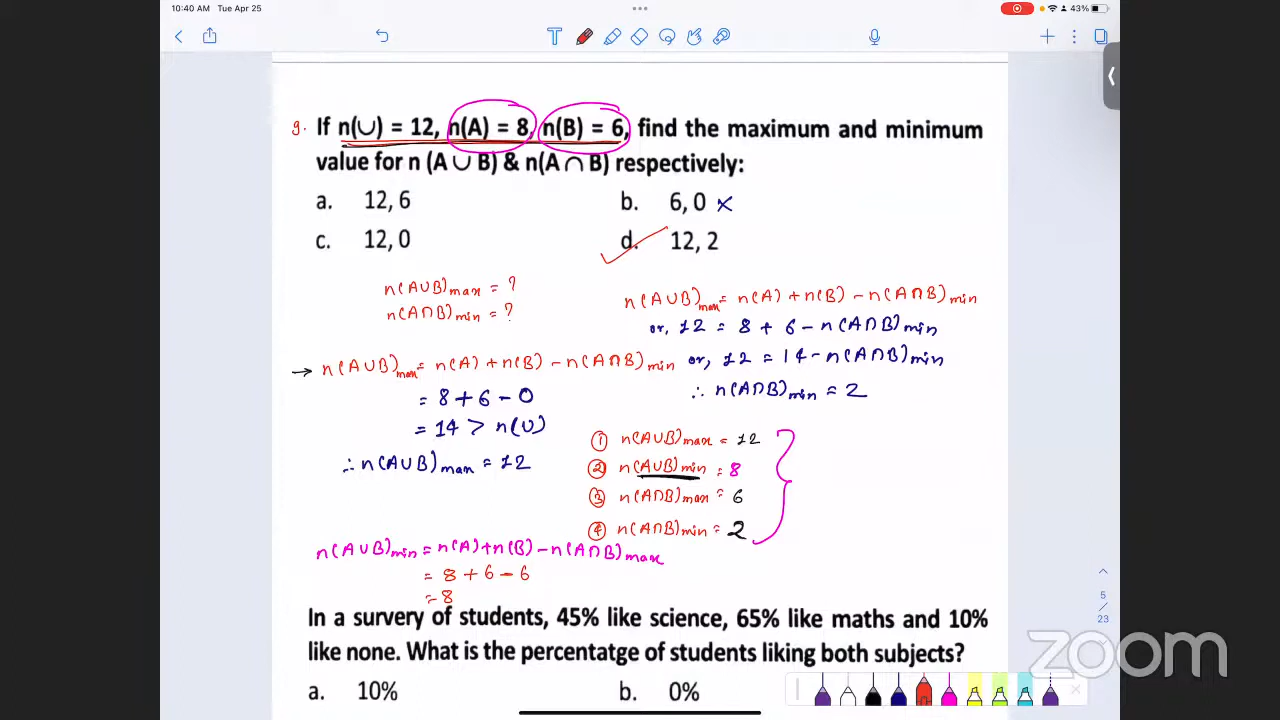 10:40 AM Tue Apr 25
43%
9. If n(∪) = 12, n(A) = 8, n(B) = 6, find the maximum and minimum
value for n (A ∪ B) & n(A ∩ B) respectively:
a. 12, 6
b. 6, 0 ×
c. 12, 0
d. 12, 2
n(A∪B)max = ?
n(A∩B)min = ?
→ n(A∪B)max = n(A) + n(B) - n(A∩B)min
= 8 + 6 - 0
= 14 > n(U)
∴ n(A∪B)max = 12
n(A∪B)max = n(A) + n(B) - n(A∩B)min
or, 12 = 8 + 6 - n(A∩B)min
or, 12 = 14 - n(A∩B)min
∴ n(A∩B)min = 2
① n(A∪B)max = 12
② n(A∪B)min = 8
③ n(A∩B)max = 6
④ n(A∩B)min = 2
n(A∪B)min = n(A) + n(B) - n(A∩B)max
= 8 + 6 - 6
= 8
In a survery of students, 45% like science, 65% like maths and 10%
like none. What is the percentatge of students liking both subjects?
a. 10%
b. 0%
5
/
23
zoom